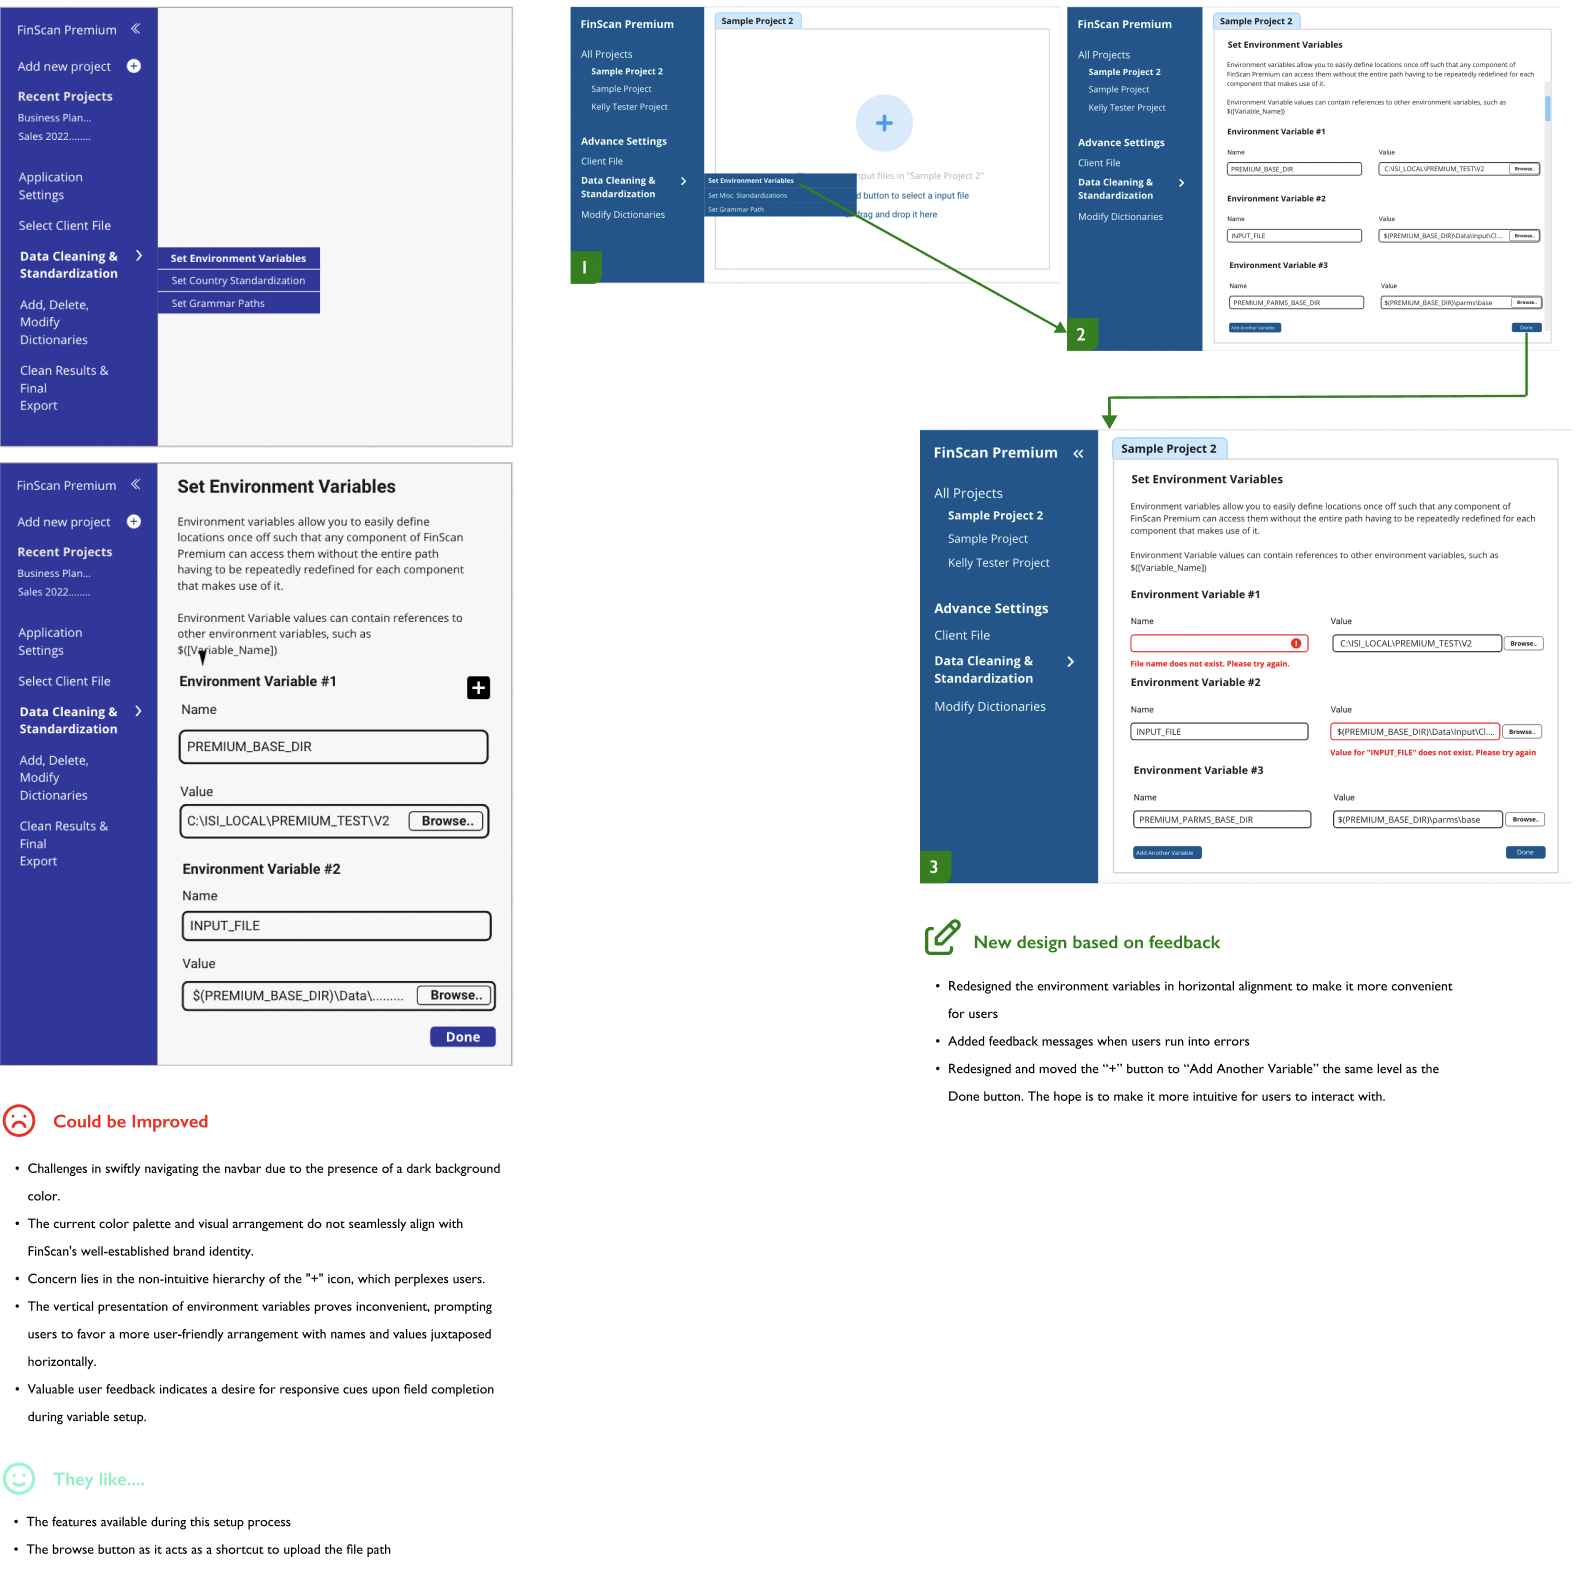 FinScan Premium
Add new project
Recent Projects
Business Plan...
Sales 2022........
Application
Settings
Select Client File
Data Cleaning &
Standardization
Add, Delete,
Modify
Dictionaries
Clean Results &
Final
Export
Set Environment Variables
Set Country Standardization
Set Grammar Paths
FinScan Premium
Add new project
Recent Projects
Business Plan...
Sales 2022........
Application
Settings
Select Client File
Data Cleaning &
Standardization
Add, Delete,
Modify
Dictionaries
Clean Results &
Final
Export
Set Environment Variables
Environment variables allow you to easily define
locations once off such that any component of FinScan
Premium can access them without the entire path
having to be repeatedly redefined for each component
that makes use of it.
Environment Variable values can contain references to
other environment variables, such as
$([Variable_Name])
Environment Variable #1
Name
PREMIUM_BASE_DIR
Value
C:\ISI_LOCAL\PREMIUM_TEST\V2 Browse..
Environment Variable #2
Name
INPUT_FILE
Value
$(PREMIUM_BASE_DIR)\Data\......... Browse..
Done
Could be Improved
• Challenges in swiftly navigating the navbar due to the presence of a dark background
color.
• The current color palette and visual arrangement do not seamlessly align with
FinScan's well-established brand identity.
• Concern lies in the non-intuitive hierarchy of the "+" icon, which perplexes users.
• The vertical presentation of environment variables proves inconvenient, prompting
users to favor a more user-friendly arrangement with names and values juxtaposed
horizontally.
• Valuable user feedback indicates a desire for responsive cues upon field completion
during variable setup.
They like....
• The features available during this setup process
• The browse button as it acts as a shortcut to upload the file path
FinScan Premium
All Projects
Sample Project 2
Sample Project
Kelly Tester Project
Advance Settings
Client File
Data Cleaning &
Standardization
Modify Dictionaries
1
Sample Project 2
Set Environment Variables
Set Misc. Standardizations
Set Grammar Path
put files in "Sample Project 2"
d button to select a input file
drag and drop it here
FinScan Premium
All Projects
Sample Project 2
Sample Project
Kelly Tester Project
Advance Settings
Client File
Data Cleaning &
Standardization
Modify Dictionaries
2
Sample Project 2
Set Environment Variables
Environment variables allow you to easily define locations once off such that any component of
FinScan Premium can access them without the entire path having to be repeatedly redefined for each
component that makes use of it.
Environment Variable values can contain references to other environment variables, such as
$([Variable_Name])
Environment Variable #1
Name Value
PREMIUM_BASE_DIR C:\ISI_LOCAL\PREMIUM_TEST\V2 Browse..
Environment Variable #2
Name Value
INPUT_FILE $(PREMIUM_BASE_DIR)\Data\Input\Cl... Browse..
Environment Variable #3
Name Value
PREMIUM_PARMS_BASE_DIR $(PREMIUM_BASE_DIR)\parms\base Browse..
Add Another Variable Done
FinScan Premium
All Projects
Sample Project 2
Sample Project
Kelly Tester Project
Advance Settings
Client File
Data Cleaning &
Standardization
Modify Dictionaries
3
Sample Project 2
Set Environment Variables
Environment variables allow you to easily define locations once off such that any component of
FinScan Premium can access them without the entire path having to be repeatedly redefined for each
component that makes use of it.
Environment Variable values can contain references to other environment variables, such as
$([Variable_Name])
Environment Variable #1
Name Value
C:\ISI_LOCAL\PREMIUM_TEST\V2 Browse..
File name does not exist. Please try again.
Environment Variable #2
Name Value
INPUT_FILE $(PREMIUM_BASE_DIR)\Data\Input\Cl.... Browse..
Value for "INPUT_FILE" does not exist. Please try again
Environment Variable #3
Name Value
PREMIUM_PARMS_BASE_DIR $(PREMIUM_BASE_DIR)\parms\base Browse..
Add Another Variable Done
New design based on feedback
• Redesigned the environment variables in horizontal alignment to make it more convenient
for users
• Added feedback messages when users run into errors
• Redesigned and moved the “+” button to “Add Another Variable” the same level as the
Done button. The hope is to make it more intuitive for users to interact with.